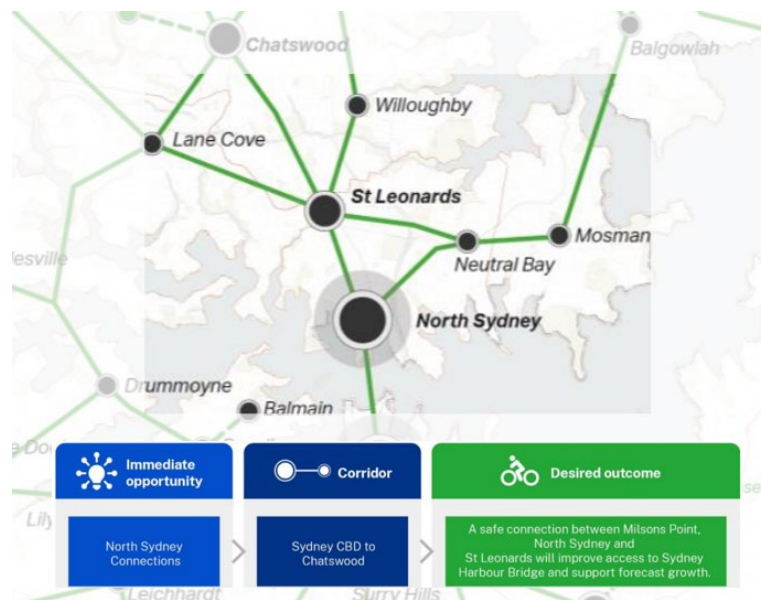 Chatswood
Balgowlah
Willoughby
Lane Cove
St Leonards
Mosman
Neutral Bay
lesville
North Sydney
Drummoyne
Balmain
Immediate
opportunity
Corridor
Desired outcome
North Sydney
Connections
Sydney CBD to
Chatswood
A safe connection between Milsons Point,
North Sydney and
St Leonards will improve access to Sydney
Harbour Bridge and support forecast growth.
Lily
Leichhardt
Surry Hills